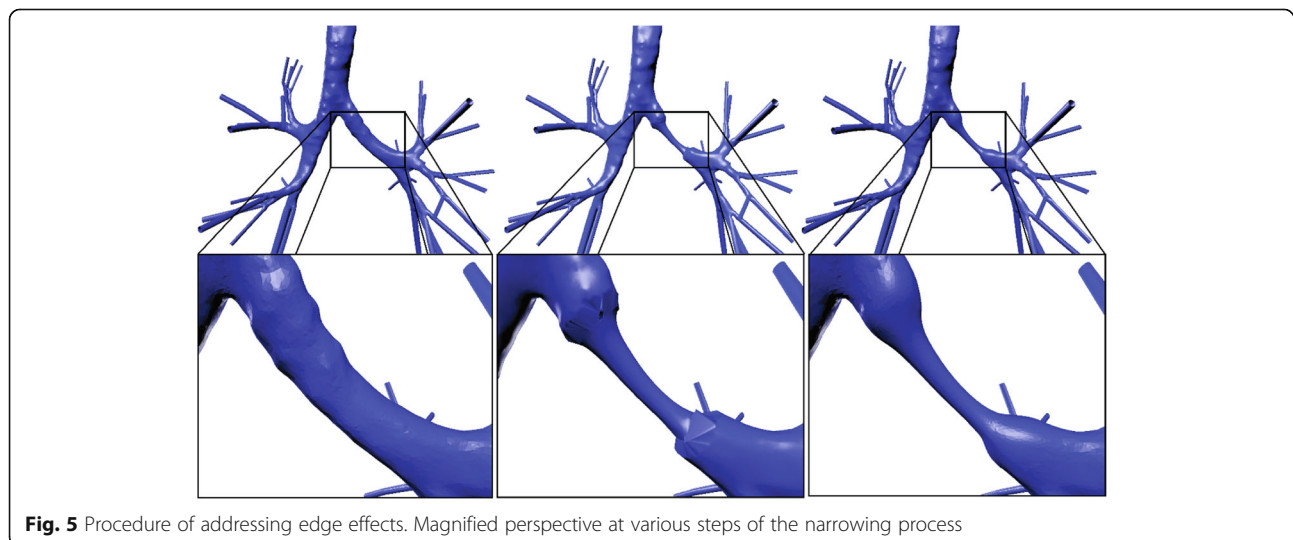 Fig. 5 Procedure of addressing edge effects. Magnified perspective at various steps of the narrowing process